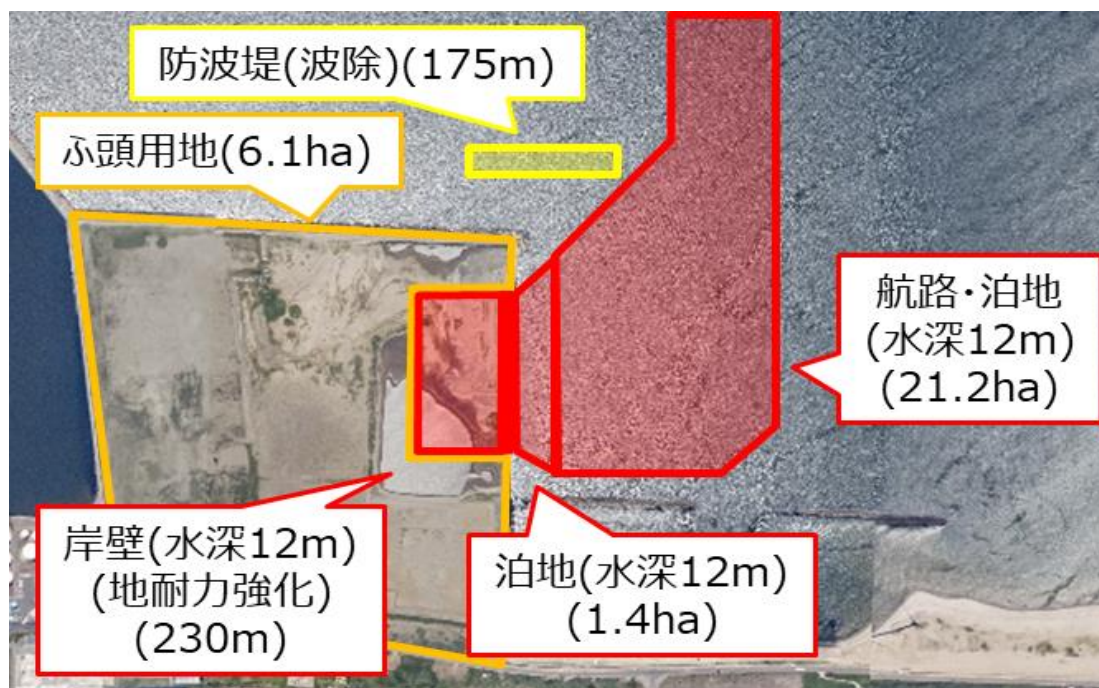 防波堤(波除)(175m)
ふ頭用地(6.1ha)
航路・泊地
(水深12m)
(21.2ha)
岸壁(水深12m)
(地耐力強化)
(230m)
泊地(水深12m)
(1.4ha)